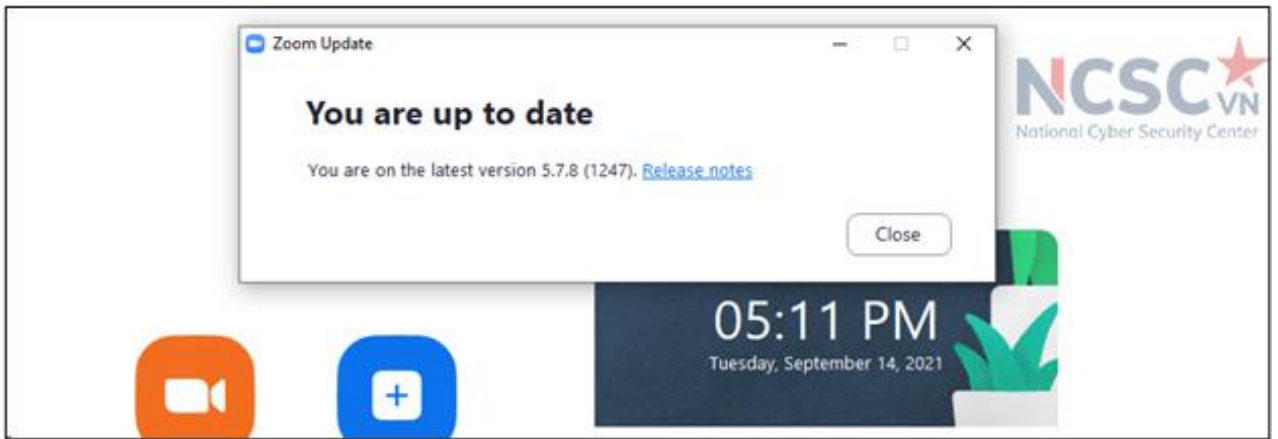 Zoom Update
You are up to date
You are on the latest version 5.7.8 (1247). Release notes
Close
NCSC VN
National Cyber Security Center
05:11 PM
Tuesday, September 14, 2021